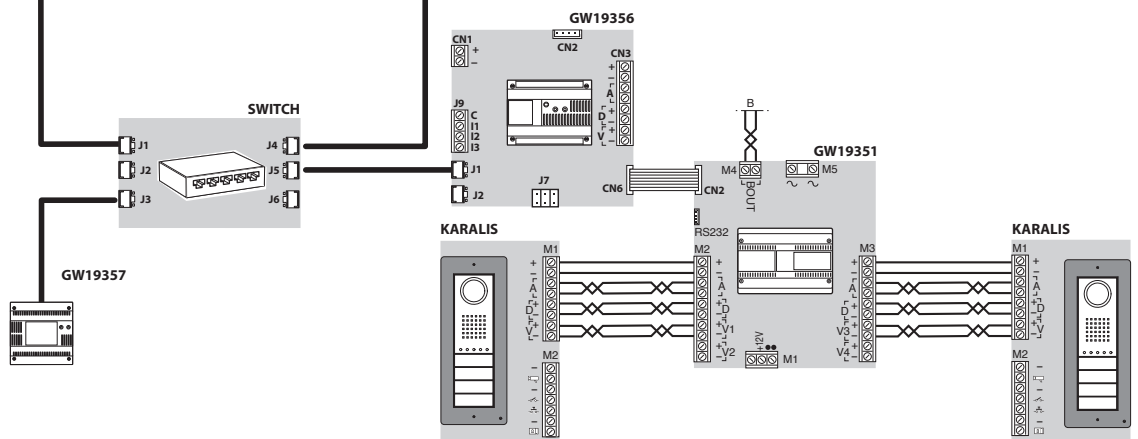 GW19356
CN1
+
−
CN2
CN3
+
−
A
+
D
−
+
V
−
J9
C
I1
I2
I3
J1
J2
J7
CN6
SWITCH
J1
J2
J3
J4
J5
J6
GW19357
B
GW19351
M4
BOUT
M5
CN2
RS232
M2
+
−
A
+
D
−
+
V1
−
+
V2
−
+12V
M1
M3
+
−
A
+
D
−
+
V3
−
+
V4
−
KARALIS
M1
+
−
A
+
D
−
+
V
−
M2
−
−
−
KARALIS
M1
+
−
A
+
D
−
+
V
−
M2
−
−
−